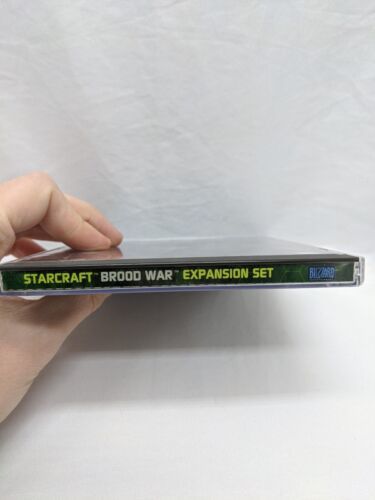 STARCRAFT™ BROOD WAR™ EXPANSION SET BLIZZARD